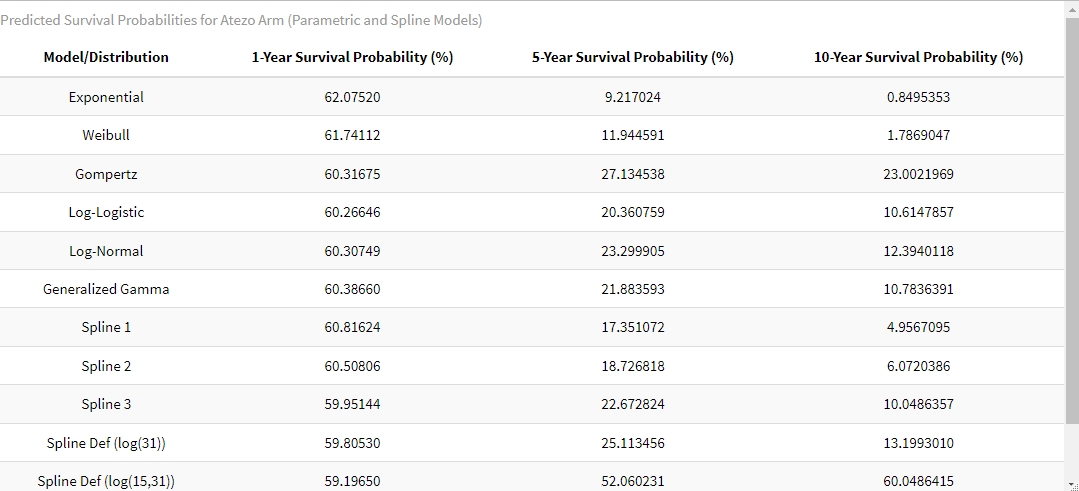 Predicted Survival Probabilities for Atezo Arm (Parametric and Spline Models)
Model/Distribution 1-Year Survival Probability (%) 5-Year Survival Probability (%) 10-Year Survival Probability (%)
Exponential 62.07520 9.217024 0.8495353
Weibull 61.74112 11.944591 1.7869047
Gompertz 60.31675 27.134538 23.0021969
Log-Logistic 60.26646 20.360759 10.6147857
Log-Normal 60.30749 23.299905 12.3940118
Generalized Gamma 60.38660 21.883593 10.7836391
Spline 1 60.81624 17.351072 4.9567095
Spline 2 60.50806 18.726818 6.0720386
Spline 3 59.95144 22.672824 10.0486357
Spline Def (log(31)) 59.80530 25.113456 13.1993010
Spline Def (log(15,31)) 59.19650 52.060231 60.0486415